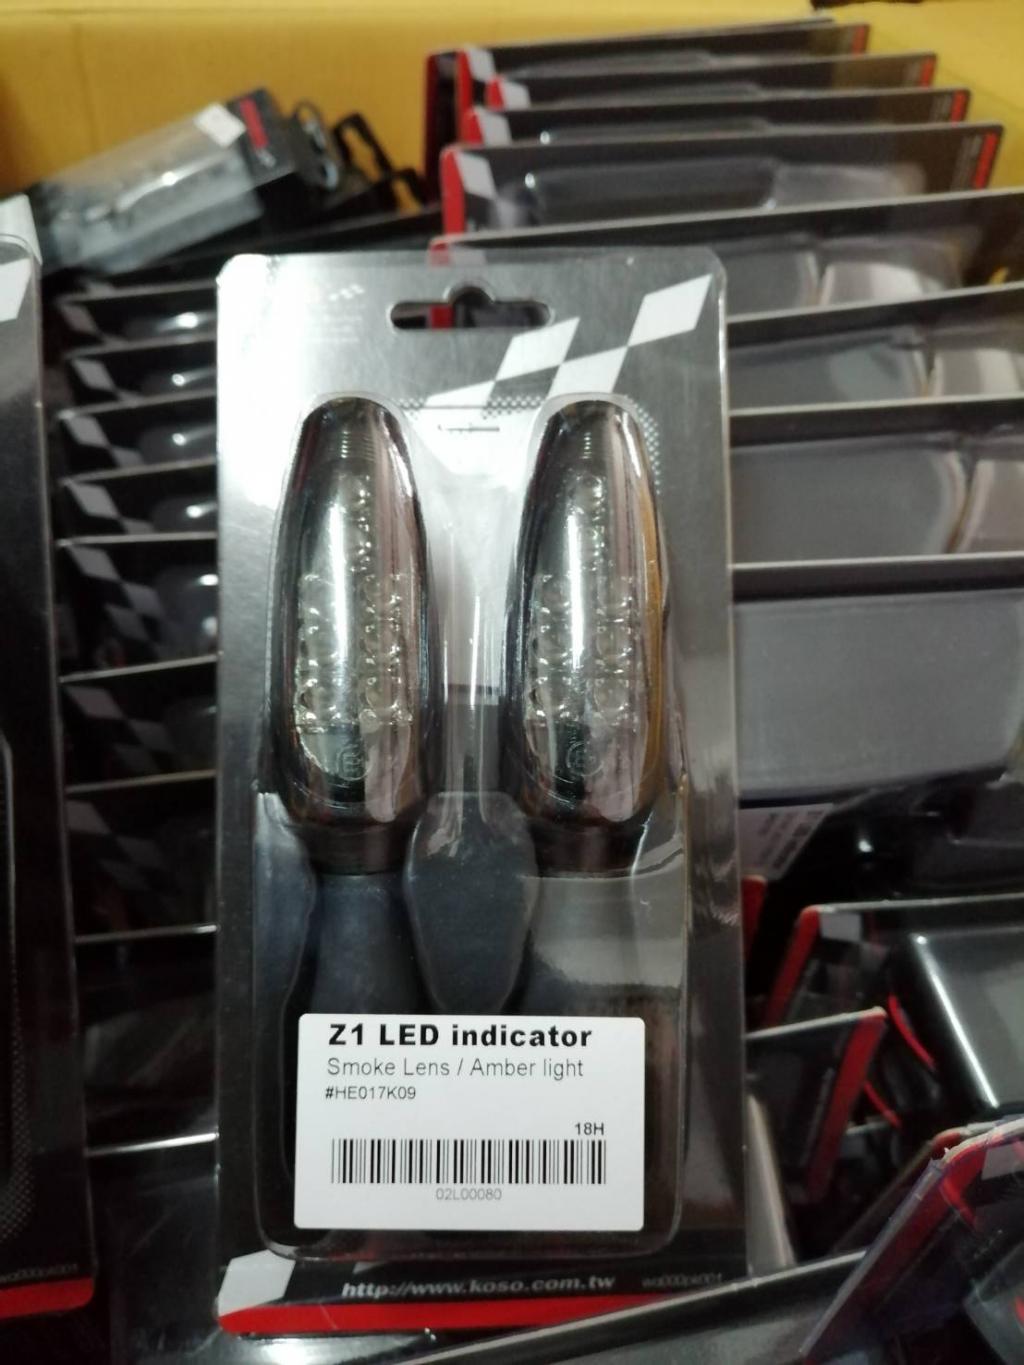 Z1 LED indicator
Smoke Lens / Amber light
#HE017K09
18H
02L00080
http://www.koso.com.tw